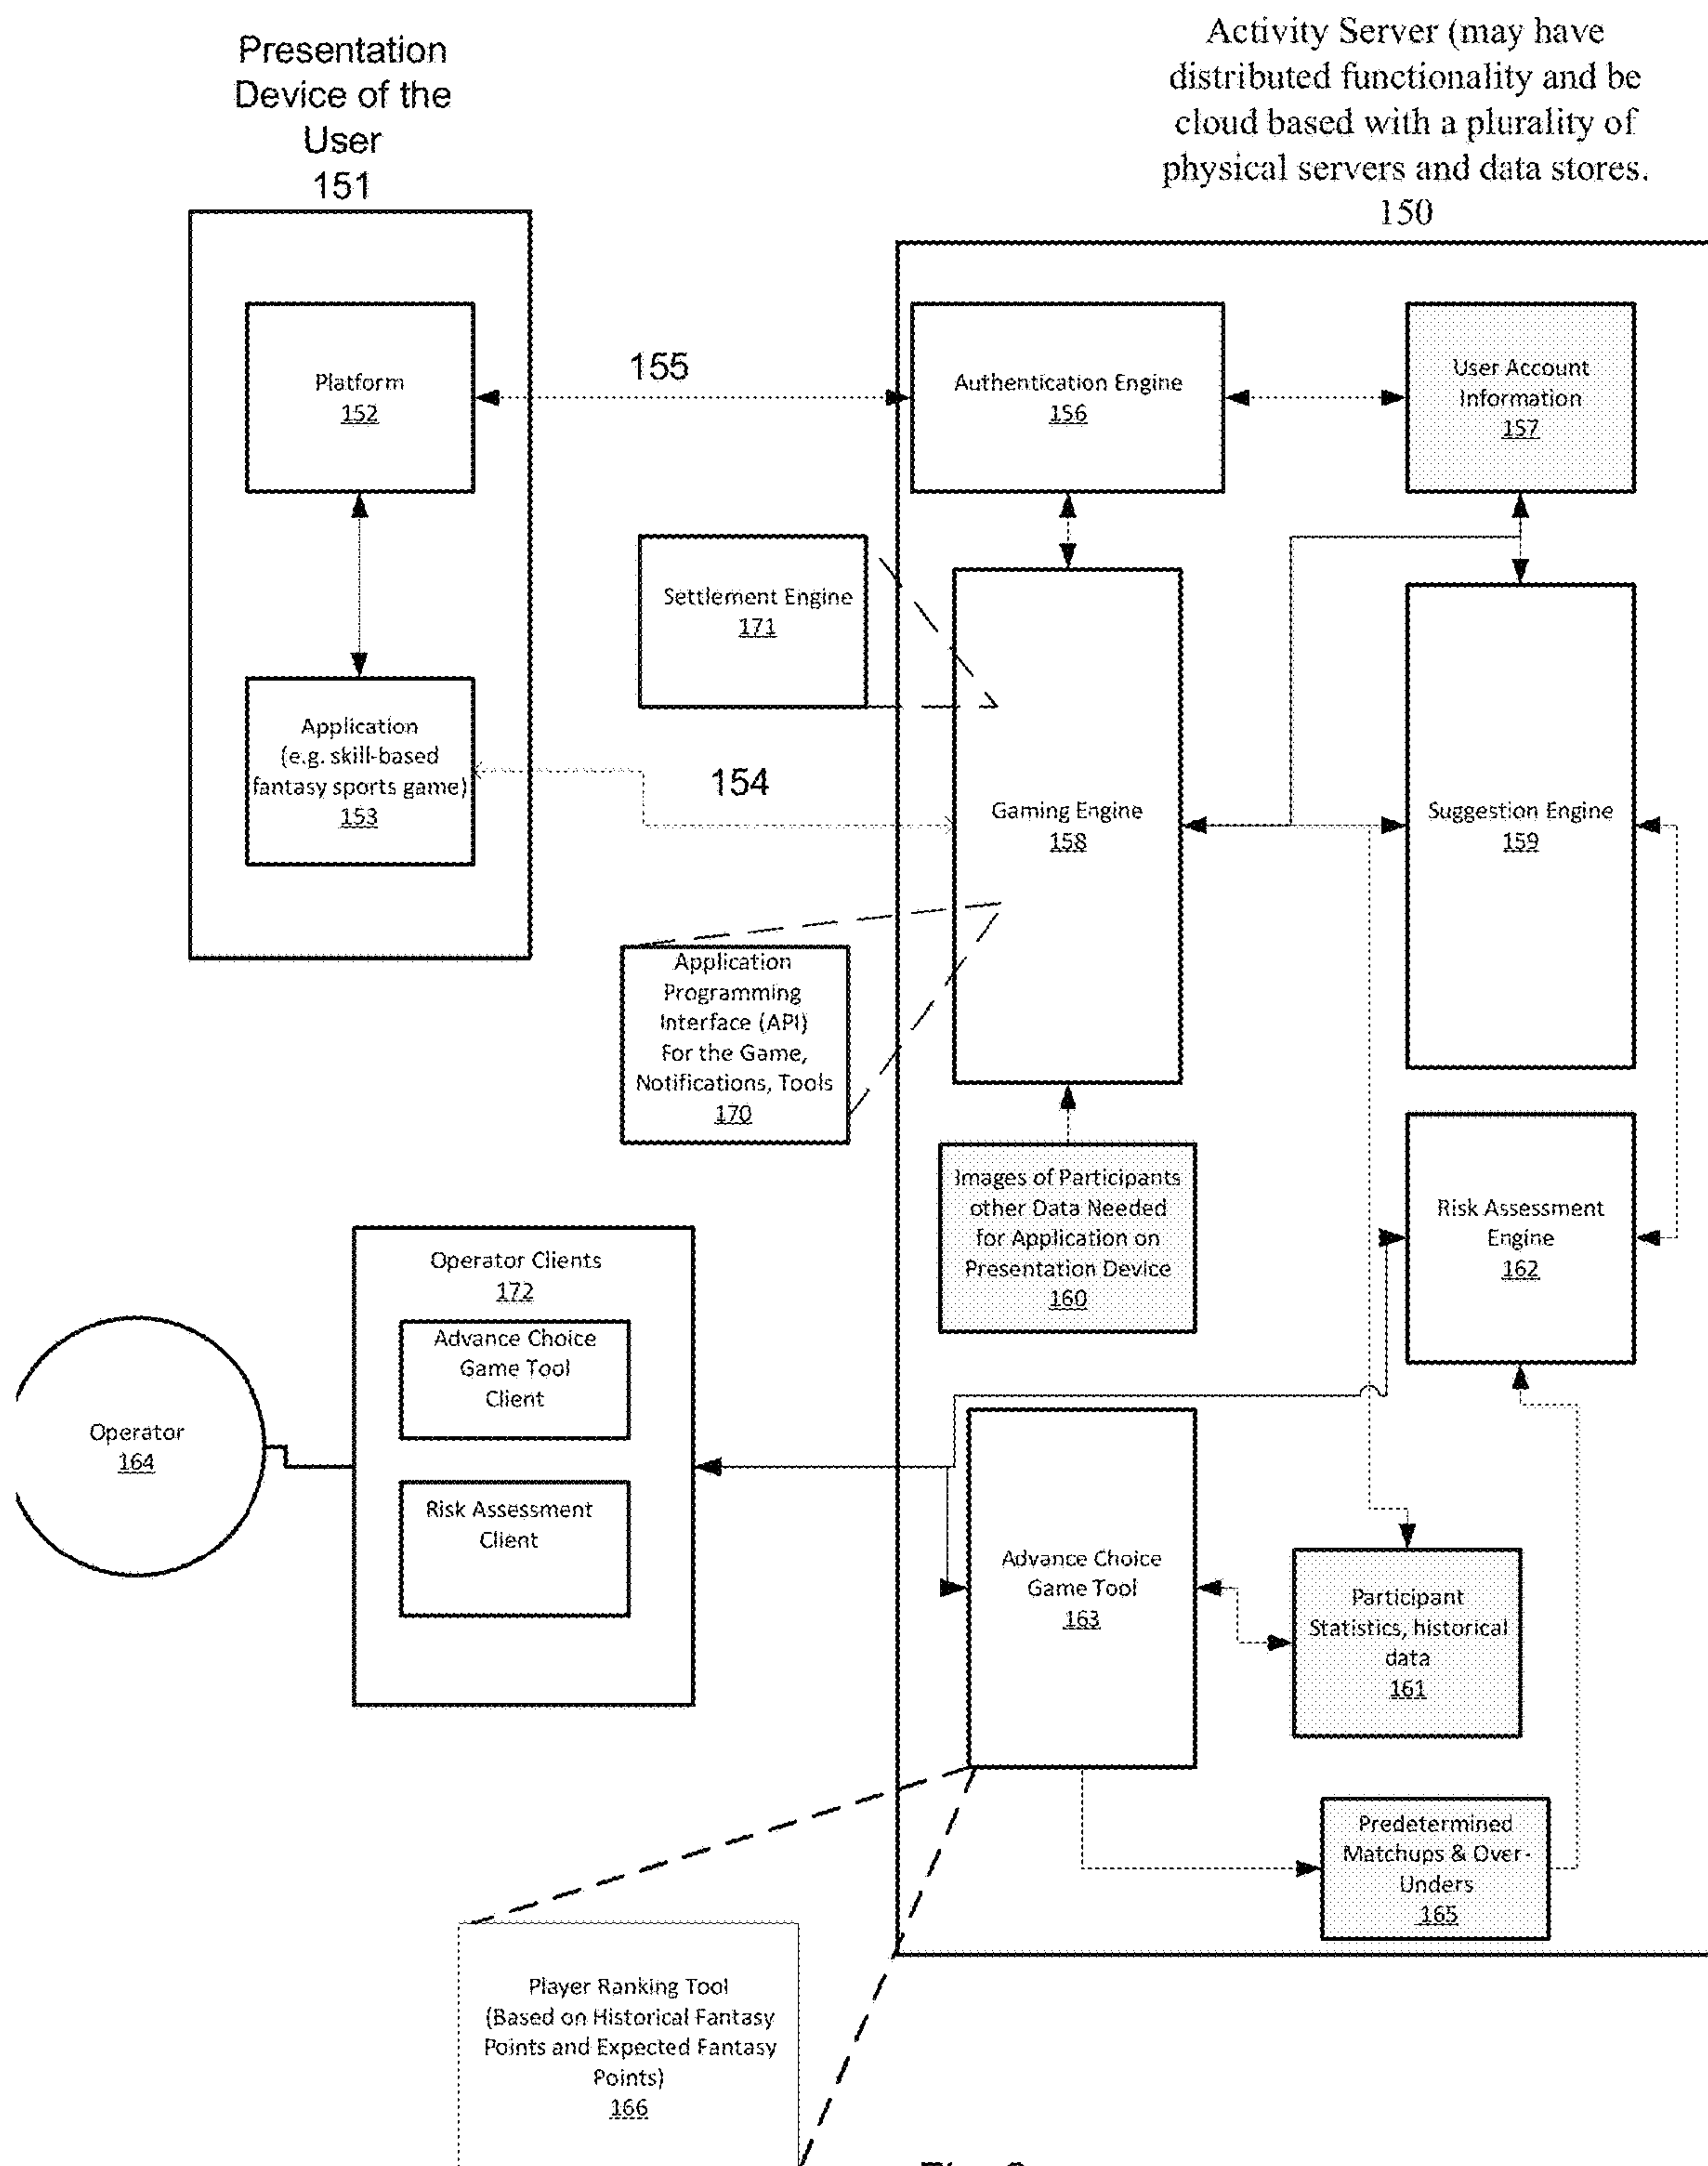 Presentation
Device of the
User
151
Activity Server (may have
distributed functionality and be
cloud based with a plurality of
physical servers and data stores.
150
Platform
152
155
Authentication Engine
156
User Account
Information
157
Settlement Engine
171
Application
(e.g. skill-based
fantasy sports game)
153
154
Gaming Engine
158
Suggestion Engine
159
Application
Programming
Interface (API)
For the Game,
Notifications, Tools
170
Images of Participants
other Data Needed
for Application on
Presentation Device
160
Risk Assessment
Engine
162
Operator Clients
172
Advance Choice
Game Tool
Client
Risk Assessment
Client
Operator
164
Advance Choice
Game Tool
163
Participant
Statistics, historical
data
161
Predetermined
Matchups & Over-
Unders
165
Player Ranking Tool
(Based on Historical Fantasy
Points and Expected Fantasy
Points)
166